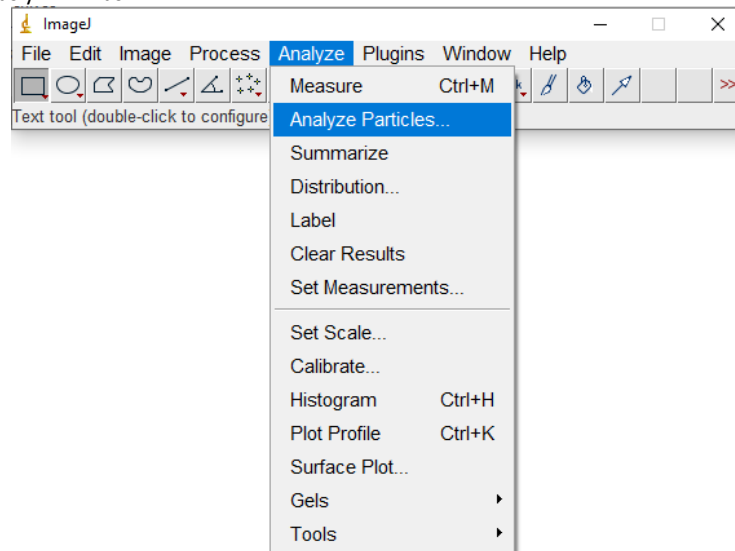 ImageJ
File Edit Image Process Analyze Plugins Window Help
>>
Text tool (double-click to configure
Measure Ctrl+M
Analyze Particles...
Summarize
Distribution...
Label
Clear Results
Set Measurements...
Set Scale...
Calibrate...
Histogram Ctrl+H
Plot Profile Ctrl+K
Surface Plot...
Gels
Tools